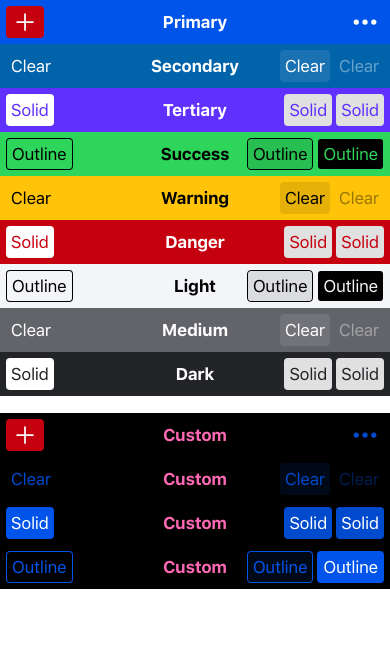 Primary
Clear Secondary Clear Clear
Solid Tertiary Solid Solid
Outline Success Outline Outline
Clear Warning Clear Clear
Solid Danger Solid Solid
Outline Light Outline Outline
Clear Medium Clear Clear
Solid Dark Solid Solid
Custom
Clear Custom Clear Clear
Solid Custom Solid Solid
Outline Custom Outline Outline